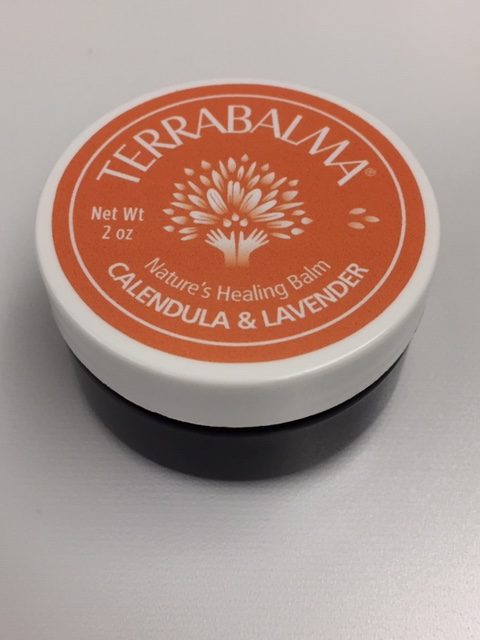 TERRABALMA®
Net Wt
2 oz
Nature's Healing Balm
CALENDULA & LAVENDER